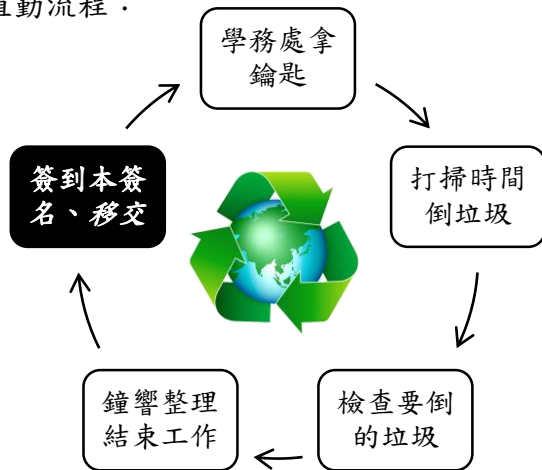 值動流程：
學務處拿
鑰匙
打掃時間
倒垃圾
檢查要倒
的垃圾
鐘響整理
結束工作
簽到本簽
名、移交